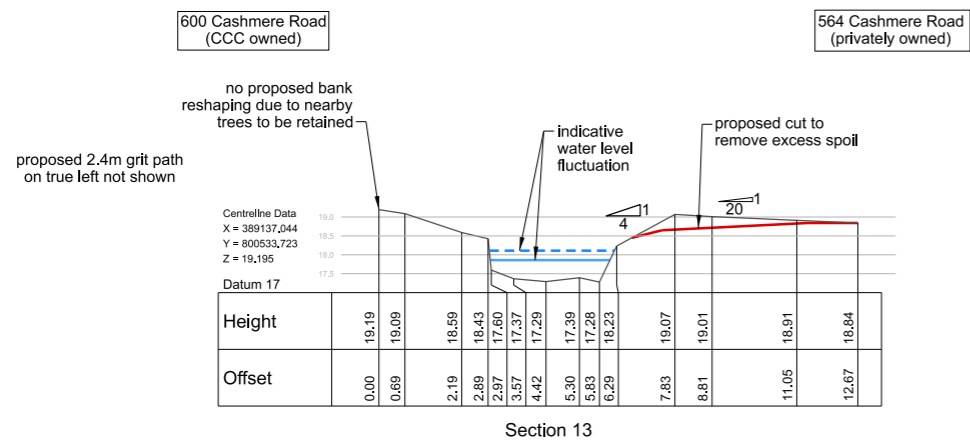 600 Cashmere Road
(CCC owned)
564 Cashmere Road
(privately owned)
no proposed bank
reshaping due to nearby
trees to be retained
indicative
water level
fluctuation
proposed cut to
remove excess spoil
proposed 2.4m grit path
on true left not shown
1
4
1
20
Centreline Data
X = 389137.044
Y = 800533.723
Z = 19.195
Datum 17
19.0
18.5
18.0
17.5
Height
19.19 19.09 18.59 18.43 17.60 17.37 17.29 17.39 17.28 18.23 19.07 19.01 18.91 18.84
Offset
0.00 0.69 2.19 2.89 2.97 3.57 4.42 5.30 5.83 6.29 7.83 8.81 11.05 12.67
Section 13